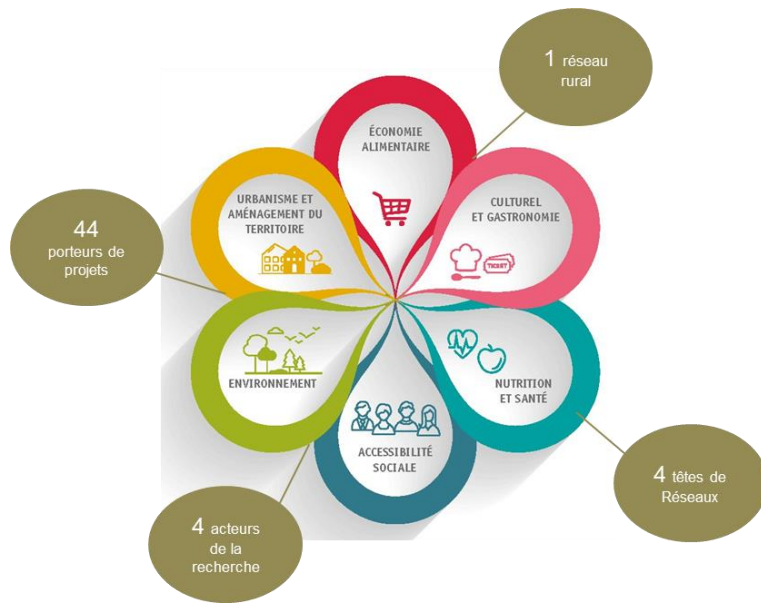 1 réseau
rural
ÉCONOMIE
ALIMENTAIRE
URBANISME ET
AMÉNAGEMENT DU
TERRITOIRE
CULTUREL
ET GASTRONOMIE
TICKET
44
porteurs de
projets
ENVIRONNEMENT
NUTRITION
ET SANTÉ
ACCESSIBILITÉ
SOCIALE
4 têtes de
Réseaux
4 acteurs
de la
recherche